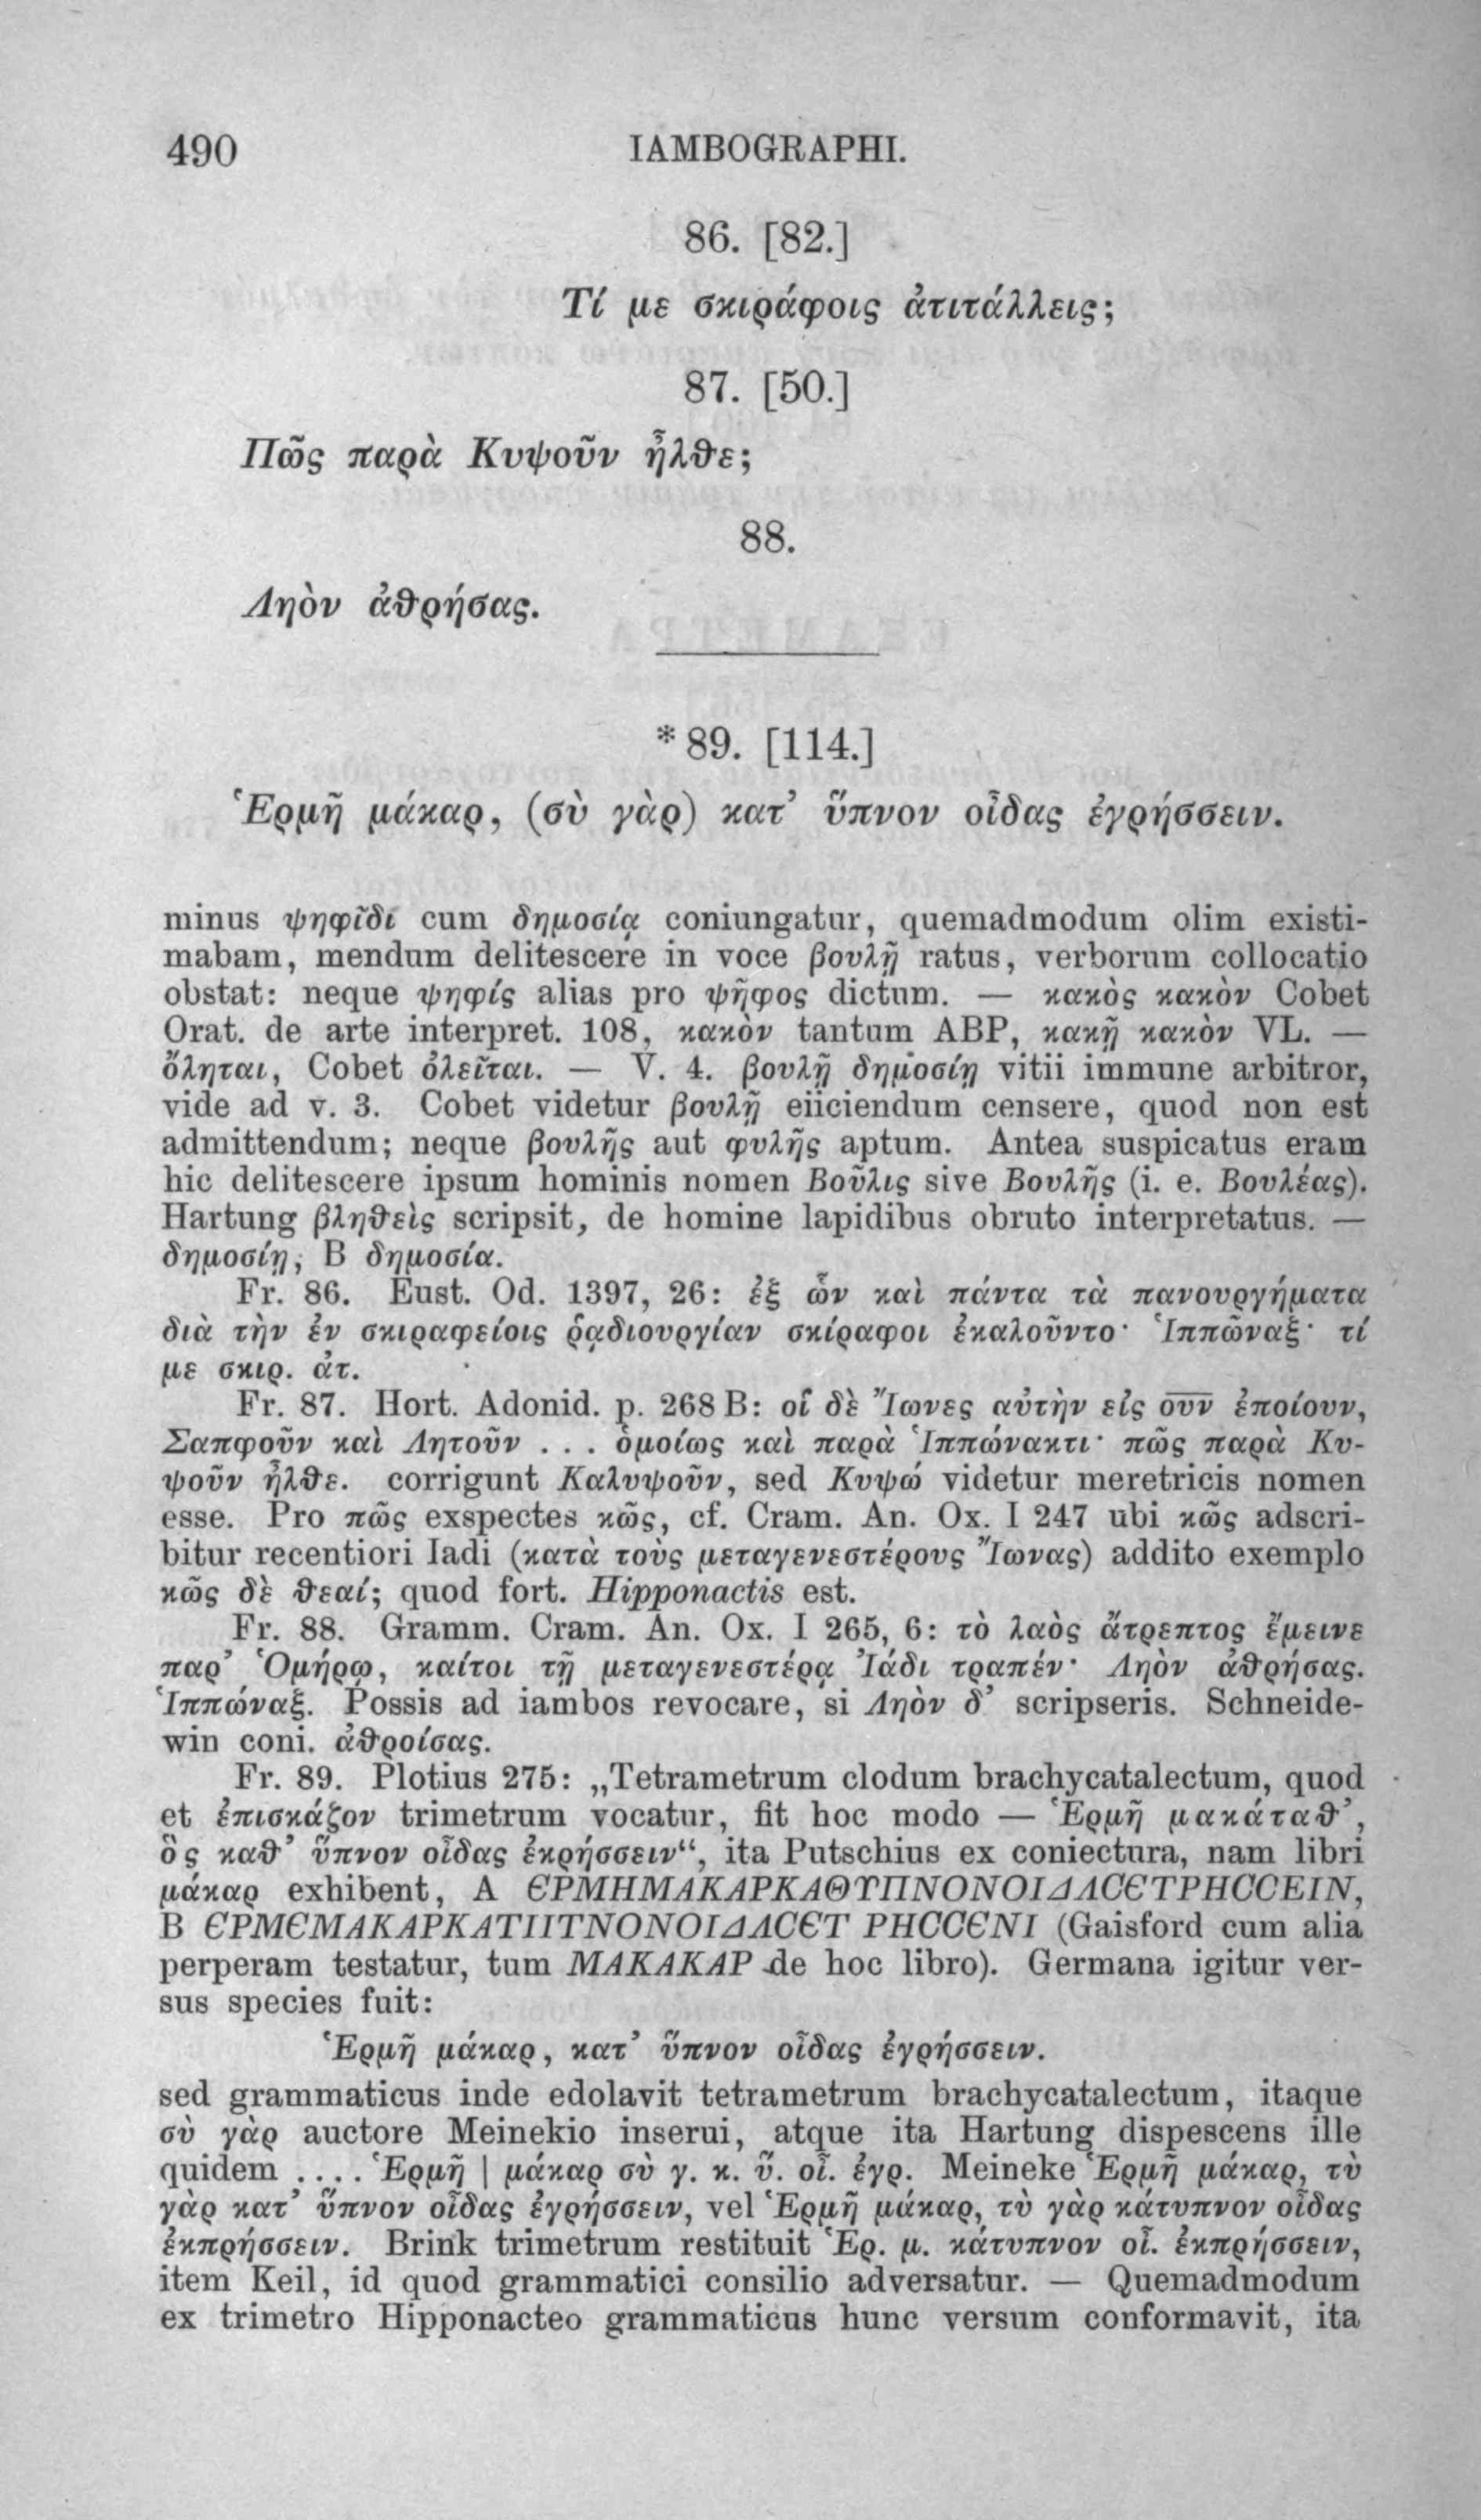 490 IAMBOGRAPHI.
86. [82.]
Τί με σκιράφοις ἀτιτάλλεις;
87. [50.]
Πῶς παρὰ Κυψοῦν ἦλθε;
88.
Ληὸν ἀθρήσας.
* 89. [114.]
Ἑρμῆ μάκαρ, (σὺ γὰρ) κατ’ ὕπνον οἶδας ἐγρήσσειν.
minus ψηφῖδι cum δημοσίᾳ coniungatur, quemadmodum olim existi-
mabam, mendum delitescere in voce βουλῇ ratus, verborum collocatio
obstat: neque ψηφίς alias pro ψῆφος dictum. — κακὸς κακὸν Cobet
Orat. de arte interpret. 108, κακὸν tantum ABP, κακῇ κακὸν VL. —
ὄληται, Cobet ὀλεῖται. — V. 4. βουλῇ δημοσίῃ vitii immune arbitror,
vide ad v. 3. Cobet videtur βουλῇ eiiciendum censere, quod non est
admittendum; neque βουλῆς aut φυλῆς aptum. Antea suspicatus eram
hic delitescere ipsum hominis nomen Βοῦλις sive Βουλῆς (i. e. Βουλέας).
Hartung βληθεὶς scripsit, de homine lapidibus obruto interpretatus. —
δημοσίῃ, B δημοσία.
Fr. 86. Eust. Od. 1397, 26: ἐξ ὧν καὶ πάντα τὰ πανουργήματα
διὰ τὴν ἐν σκιραφείοις ῥᾳδιουργίαν σκίραφοι ἐκαλοῦντο· Ἱππῶναξ· τί
με σκιρ. ἀτ.
Fr. 87. Hort. Adonid. p. 268 B: οἱ δὲ Ἴωνες αὐτὴν εἰς ουν ἐποίουν,
Σαπφοῦν καὶ Λητοῦν . . . ὁμοίως καὶ παρὰ Ἱππώνακτι· πῶς παρὰ Κυ-
ψοῦν ἦλθε. corrigunt Καλυψοῦν, sed Κυψώ videtur meretricis nomen
esse. Pro πῶς exspectes κῶς, cf. Cram. An. Ox. I 247 ubi κῶς adscri-
bitur recentiori Iadi (κατὰ τοὺς μεταγενεστέρους Ἴωνας) addito exemplo
κῶς δὲ θεαί; quod fort. Hipponactis est.
Fr. 88. Gramm. Cram. An. Ox. I 265, 6: τὸ λαὸς ἄτρεπτος ἔμεινε
παρ’ Ὁμήρῳ, καίτοι τῇ μεταγενεστέρᾳ Ἰάδι τραπέν· Ληὸν ἀθρήσας.
Ἱππώναξ. Possis ad iambos revocare, si Ληὸν δ’ scripseris. Schneide-
win coni. ἀθροίσας.
Fr. 89. Plotius 275: „Tetrametrum clodum brachycatalectum, quod
et ἐπισκάζον trimetrum vocatur, fit hoc modo — Ἑρμῆ μακάταθ’,
ὃς καθ’ ὕπνον οἶδας ἐκρήσσειν“, ita Putschius ex coniectura, nam libri
μάκαρ exhibent, A ЄΡΜΗΜΑΚΑΡΚΑΘΤΠΝΟΝΟΙΔΛCЄΤΡΗCCΕΙΝ,
B ЄΡΜЄΜΑΚΑΡΚΑΤΙΙΤΝΟΝΟΙΔΛCЄΤ ΡΗCCЄΝΙ (Gaisford cum alia
perperam testatur, tum ΜΑΚΑΚΑΡ de hoc libro). Germana igitur ver-
sus species fuit:
Ἑρμῆ μάκαρ, κατ’ ὕπνον οἶδας ἐγρήσσειν.
sed grammaticus inde edolavit tetrametrum brachycatalectum, itaque
σὺ γὰρ auctore Meinekio inserui, atque ita Hartung dispescens ille
quidem . . . . Ἑρμῆ | μάκαρ σὺ γ. κ. ὕ. οἶ. ἐγρ. Meineke Ἑρμῆ μάκαρ, τὺ
γὰρ κατ’ ὕπνον οἶδας ἐγρήσσειν, vel Ἑρμῆ μάκαρ, τὺ γὰρ κάτυπνον οἶδας
ἐκπρήσσειν. Brink trimetrum restituit Ἑρ. μ. κάτυπνον οἶ. ἐκπρήσσειν,
item Keil, id quod grammatici consilio adversatur. — Quemadmodum
ex trimetro Hipponacteo grammaticus hunc versum conformavit, ita